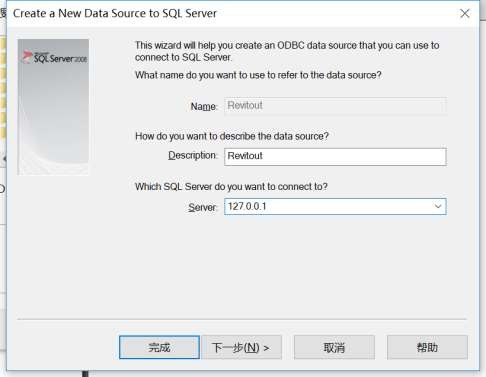 Create a New Data Source to SQL Server
SQL Server 2008
This wizard will help you create an ODBC data source that you can use to
connect to SQL Server.
What name do you want to use to refer to the data source?
Name: Revitout
How do you want to describe the data source?
Description: Revitout
Which SQL Server do you want to connect to?
Server: 127.0.0.1
完成 下一步(N) > 取消 帮助